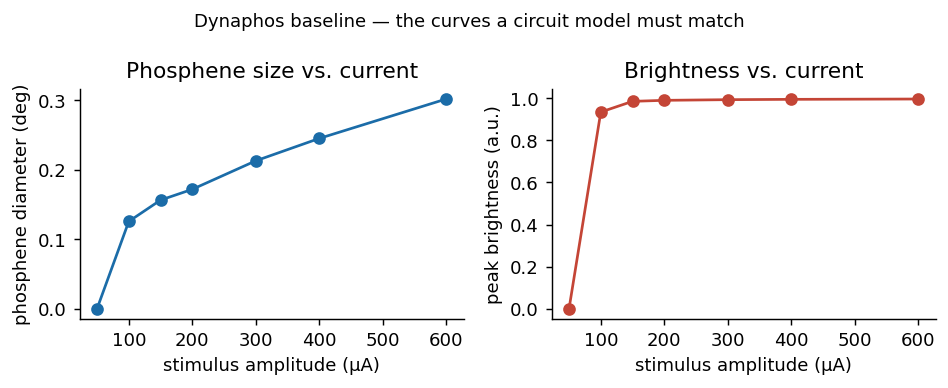 Dynaphos baseline — the curves a circuit model must match
Phosphene size vs. current
phosphene diameter (deg)
0.3
0.2
0.1
0.0
100 200 300 400 500 600
stimulus amplitude (µA)
Brightness vs. current
peak brightness (a.u.)
1.0
0.8
0.6
0.4
0.2
0.0
100 200 300 400 500 600
stimulus amplitude (µA)